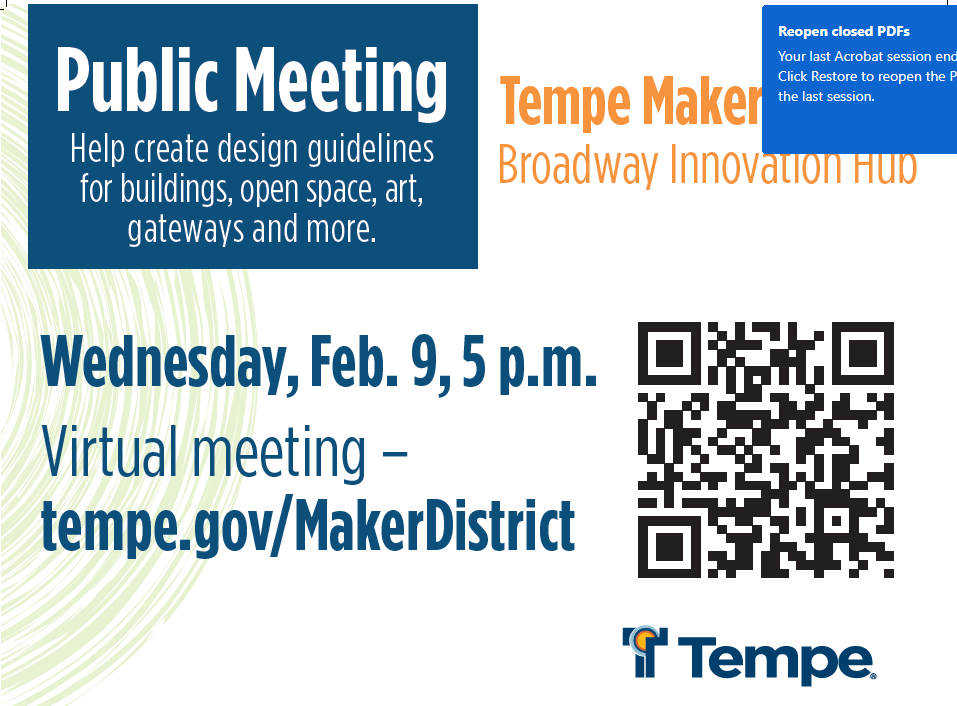 Public Meeting
Help create design guidelines
for buildings, open space, art,
gateways and more.
Tempe Maker
Broadway Innovation Hub
Reopen closed PDFs
Your last Acrobat session end
Click Restore to reopen the P
the last session.
Wednesday, Feb. 9, 5 p.m.
Virtual meeting –
tempe.gov/MakerDistrict
Tempe®